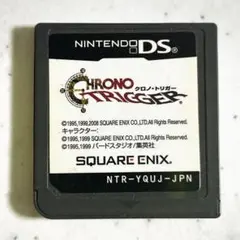 NINTENDO DS
CHRONO
クロノ・トリガー
TRIGGER
©1995,1999,2008 SQUARE ENIX CO.,LTD.All Rights Reserved.
キャラクター:
©1995,1999 SQUARE ENIX CO.,LTD.All Rights Reserved.
©1995,1999 バードスタジオ/集英社
SQUARE ENIX.
NTR-YQUJ-JPN